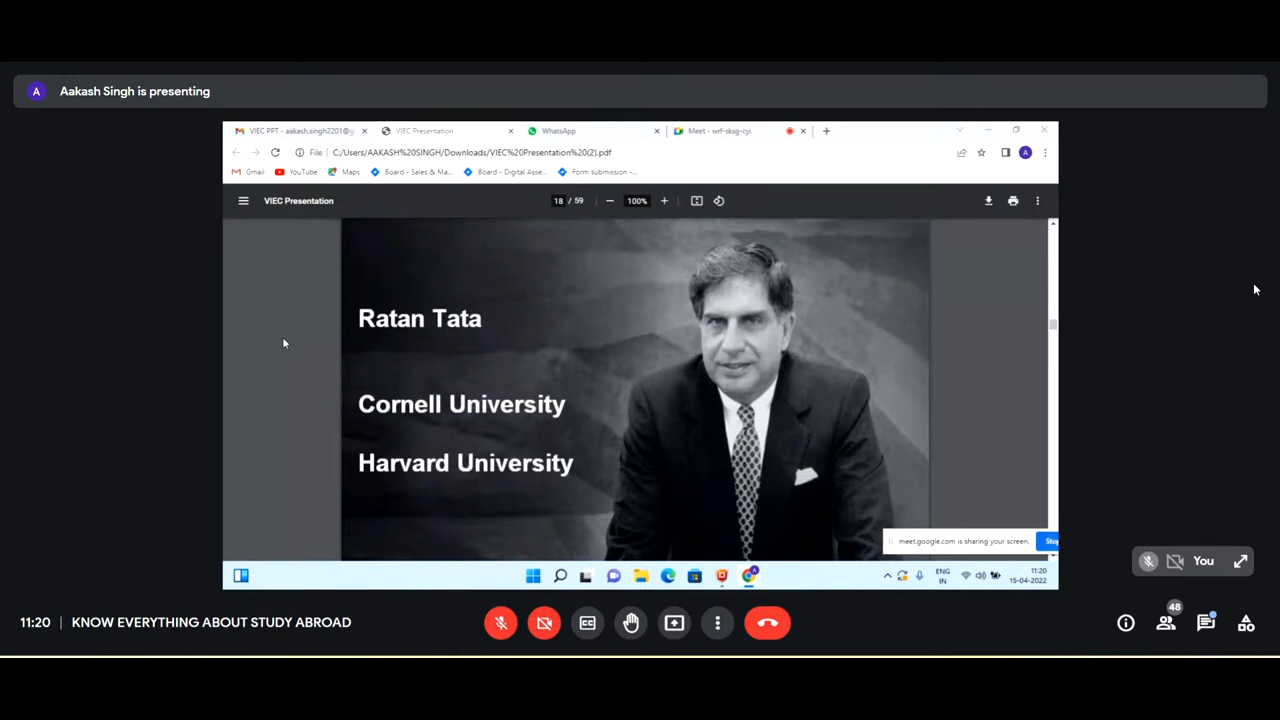 A Aakash Singh is presenting
VIEC PPT - aakash.singh2201@g
VIEC Presentation
WhatsApp
Meet - wrf-sksg-cyi
File C:/Users/AAKASH%20SINGH/Downloads/VIEC%20Presentation%20(2).pdf
A
Gmail YouTube Maps Board - Sales & Ma... Board - Digital Asse... Form submission -...
VIEC Presentation 18 / 59 100%
Ratan Tata
Cornell University
Harvard University
meet.google.com is sharing your screen. Stop
ENG
IN
11:20
15-04-2022
You
11:20 | KNOW EVERYTHING ABOUT STUDY ABROAD
CC
48